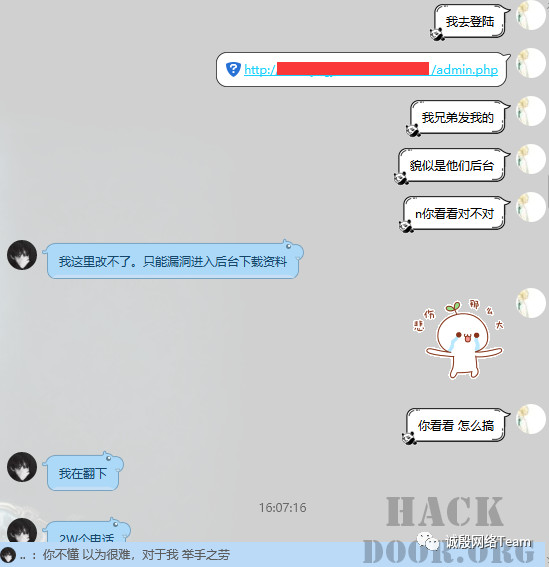 我去登陆
http:/ /admin.php
我兄弟发我的
貌似是他们后台
n你看看对不对
我这里改不了。只能漏洞进入后台下载资料
悲伤那么大
你看看 怎么搞
我在翻下
16:07:16
2W个电话
.. ：你不懂 以为很难，对于我 举手之劳
HACK
DOOR.ORG
诚殷网络Team